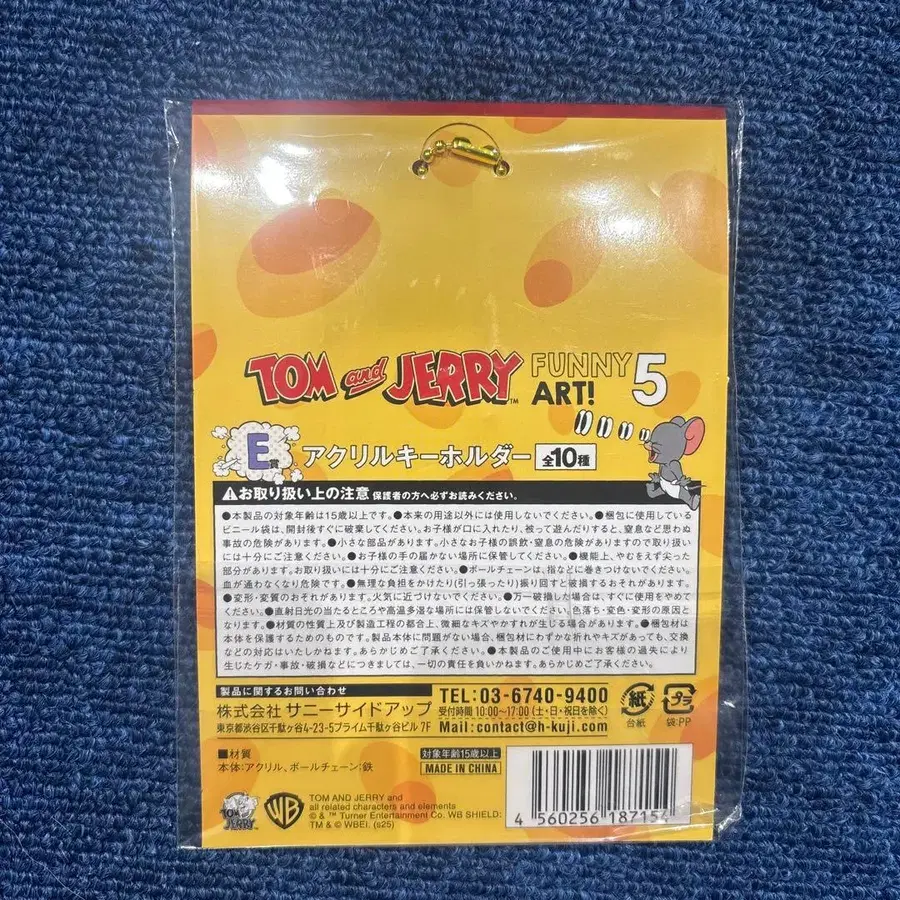 TOM and JERRY™ FUNNY ART! 5
E賞 アクリルキーホルダー 全10種
⚠お取り扱い上の注意 保護者の方へ必ずお読みください。
●本製品の対象年齢は15歳以上です。●本来の用途以外には使用しないでください。●梱包に使用している
ビニール袋は、開封後すぐに破棄してください。お子様が口に入れたり、被って遊んだりすると、窒息など思わぬ
事故の危険があります。●小さな部品があります。小さなお子様の誤飲・窒息の危険がありますので取り扱い
には十分にご注意ください。●お子様の手の届かない場所に保管してください。●機能上、やむをえず尖った
部分があります。お取り扱いには十分にご注意ください。●ボールチェーンは、指などに巻きつけないでください。
血が通わなくなり危険です。●無理な負担をかけたり(引っ張ったり)振り回すと破損するおそれがあります。
●変形・変質のおそれがあります。火気に近づけないでください。●万一破損した場合は、すぐに使用をやめて
ください。●直射日光の当たるところや高温多湿な場所には保管しないでください。色落ち・変色・変形の原因と
なります。●材質の性質上及び製造工程の都合上、微細なキズやかすれが生じる場合があります。●梱包材は
本体を保護するためのものです。製品本体に問題がない場合、梱包材にわずかな折れやキズがあっても、交換
などの対応はいたしかねます。あらかじめご了承ください。●本製品のご使用中にお客様の過失により
生じたケガ・事故・破損などにつきましては、一切の責任を負いかねます。あらかじめご了承ください。
製品に関するお問い合わせ
株式会社 サニーサイドアップ
東京都渋谷区千駄ヶ谷4-23-5プライム千駄ヶ谷ビル 7F
TEL:03-6740-9400
受付時間 10:00~17:00 (土・日・祝日を除く)
Mail:contact@h-kuji.com
紙
台紙
プラ
袋:PP
■材質
本体:アクリル、ボールチェーン:鉄
対象年齢15歳以上
MADE IN CHINA
TOM and JERRY
WB
TOM AND JERRY and
all related characters and elements
© & ™ Turner Entertainment Co. WB SHIELD:
TM & © WBEI. (s25)
4 560256 187154